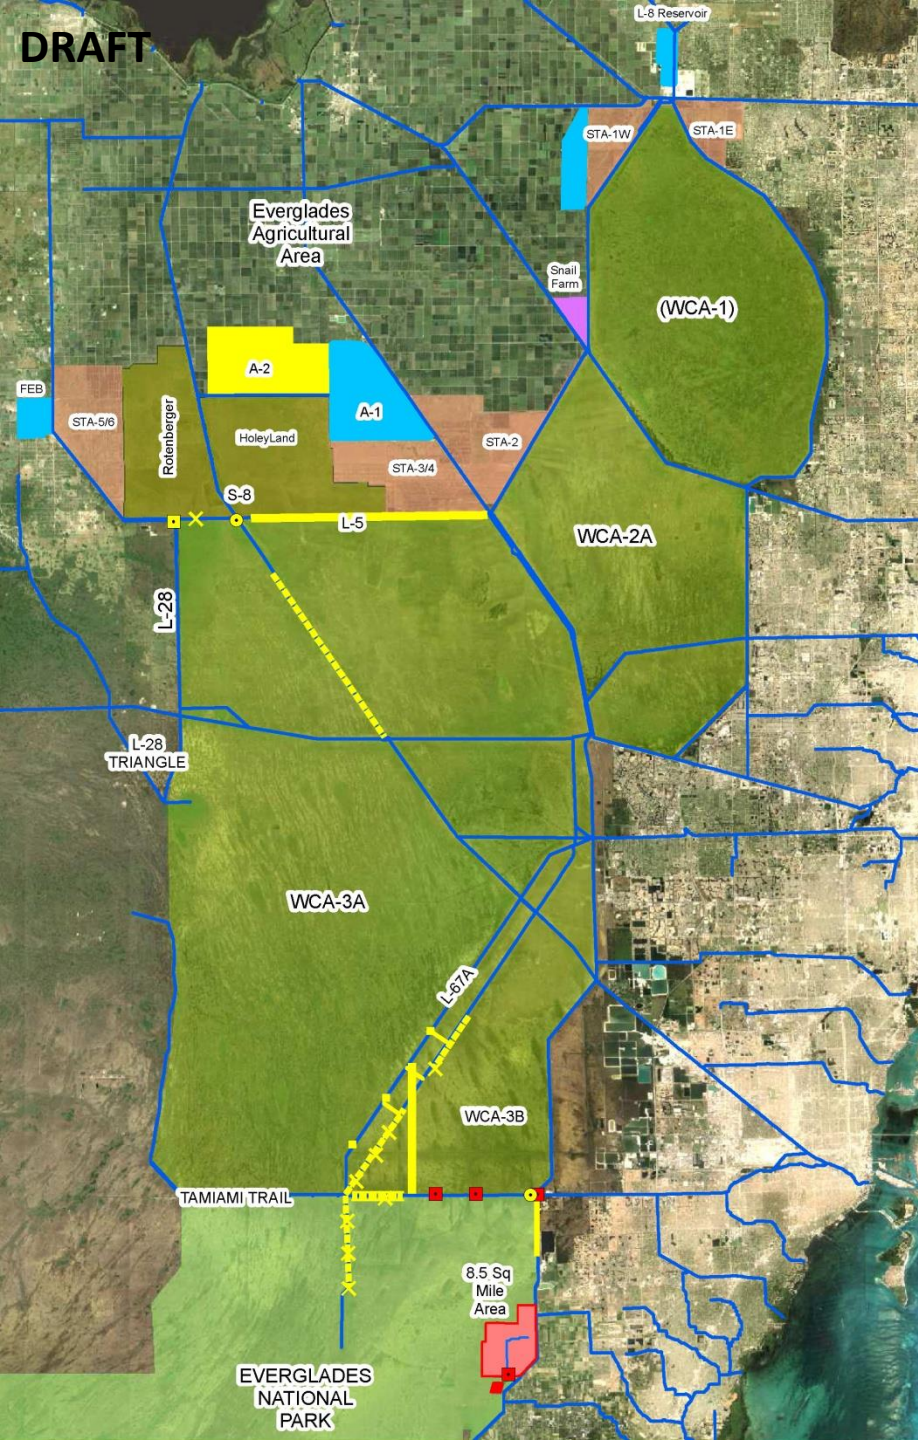 DRAFT
L-8 Reservoir
STA-1W
STA-1E
Everglades
Agricultural
Area
Snail
Farm
(WCA-1)
A-2
FEB
A-1
STA-5/6
Rotenberger
HoleyLand
STA-2
STA-3/4
S-8
L-5
WCA-2A
L-28
L-28
TRIANGLE
WCA-3A
L-67A
WCA-3B
TAMIAMI TRAIL
8.5 Sq
Mile
Area
EVERGLADES
NATIONAL
PARK